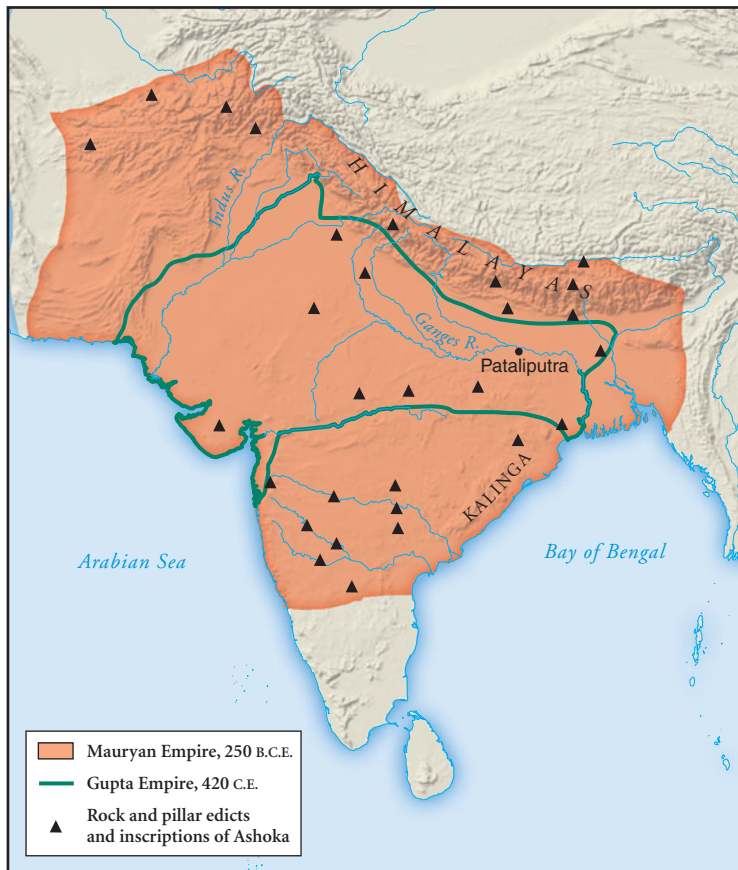 HIMALAYAS
Indus R.
Ganges R.
Pataliputra
KALINGA
Arabian Sea
Bay of Bengal
Mauryan Empire, 250 B.C.E.
Gupta Empire, 420 C.E.
Rock and pillar edicts
and inscriptions of Ashoka